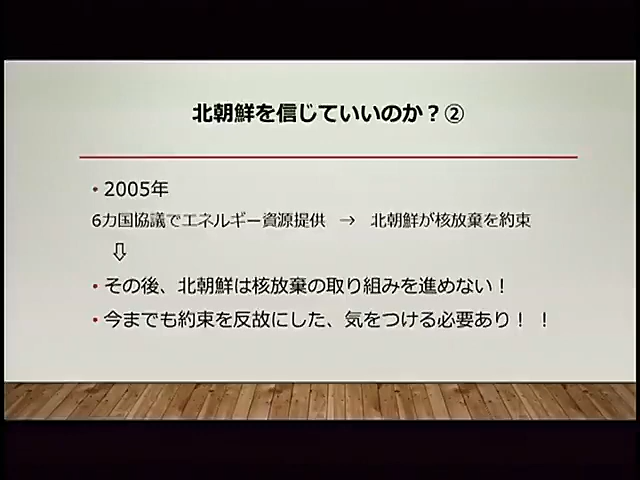 北朝鮮を信じていいのか？②
• 2005年
6カ国協議でエネルギー資源提供　→　北朝鮮が核放棄を約束
⇩
• その後、北朝鮮は核放棄の取り組みを進めない！
• 今までも約束を反故にした、気をつける必要あり！！